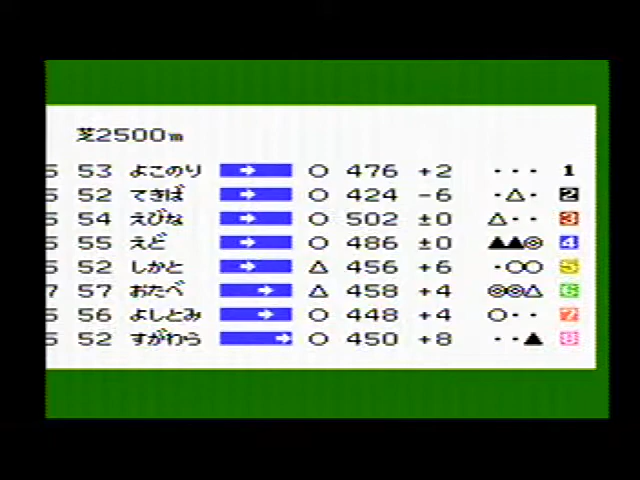 芝2500m
5 53 よこのり → ○ 476 +2 ・・・ 1
5 52 てきば → ○ 424 -6 ・△・ 2
5 54 えびな → ○ 502 ±0 △・・ 3
5 55 えど → ○ 486 ±0 ▲▲◎ 4
5 52 しかと → △ 456 +6 ・○○ 5
7 57 おたべ → △ 458 +4 ◎◎△ 6
5 56 よしとみ → ○ 448 +4 ○・・ 7
5 52 すがわら → ○ 450 +8 ・・▲ 8